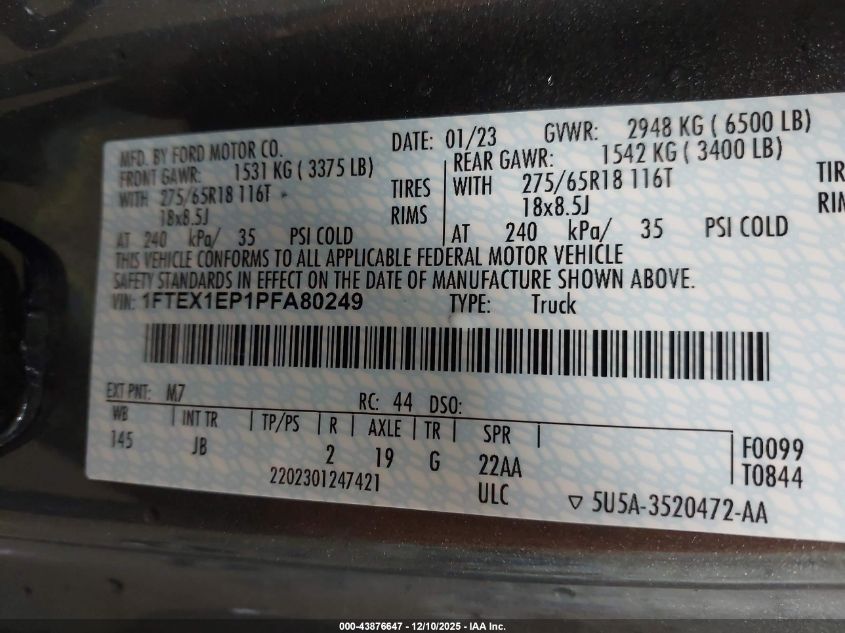 MFD. BY FORD MOTOR CO. DATE: 01/23 GVWR: 2948 KG ( 6500 LB)
FRONT GAWR: 1531 KG ( 3375 LB) REAR GAWR: 1542 KG ( 3400 LB)
WITH 275/65R18 116T TIRES WITH 275/65R18 116T TIR
18x8.5J RIMS 18x8.5J RIM
AT 240 kPa/ 35 PSI COLD AT 240 kPa/ 35 PSI COLD
THIS VEHICLE CONFORMS TO ALL APPLICABLE FEDERAL MOTOR VEHICLE
SAFETY STANDARDS IN EFFECT ON THE DATE OF MANUFACTURE SHOWN ABOVE.
VIN: 1FTEX1EP1PFA80249 TYPE: Truck
EXT PNT: M7 RC: 44 DSO:
WB INT TR TP/PS R AXLE TR SPR
145 JB 2 19 G 22AA
F0099
T0844
2202301247421 ULC
5U5A-3520472-AA
000-43876647 - 12/10/2025 - IAA Inc.